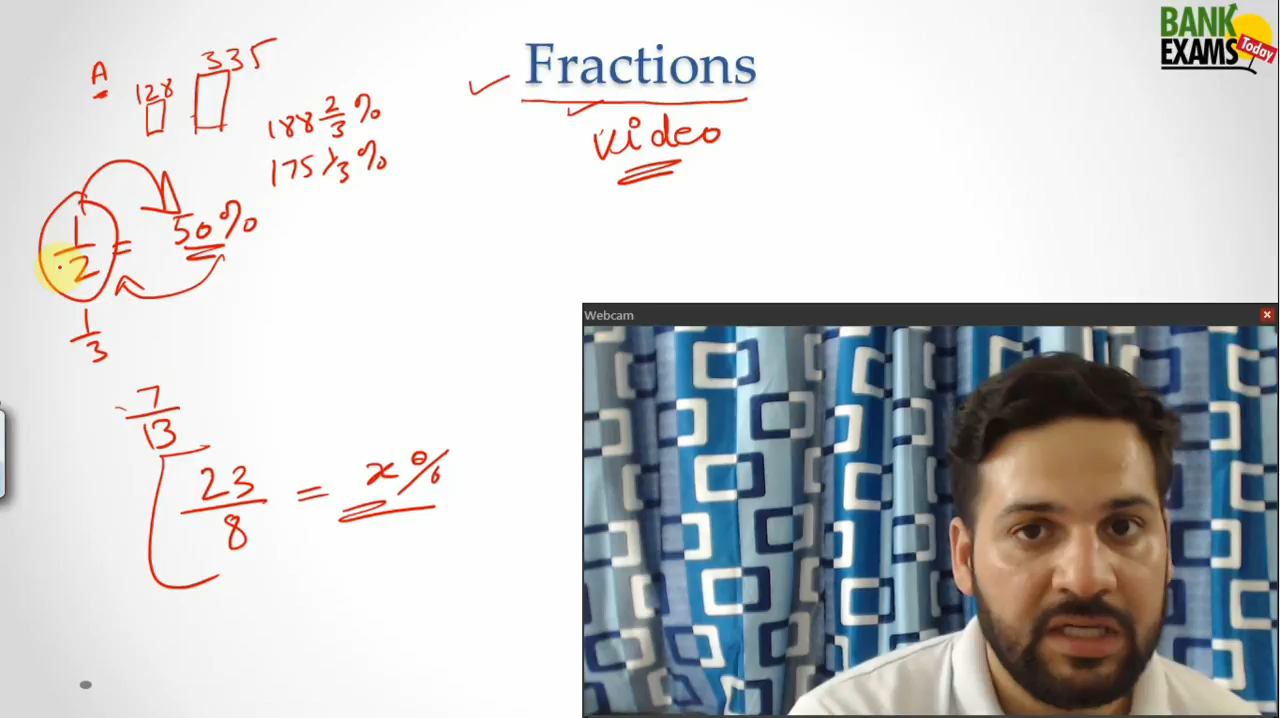 BANK
EXAMS
Today
Fractions
video
A
128
335
188 2/3 %
175 1/3 %
1/2 = 50%
1/3
7/13
23/8 = x%
Webcam